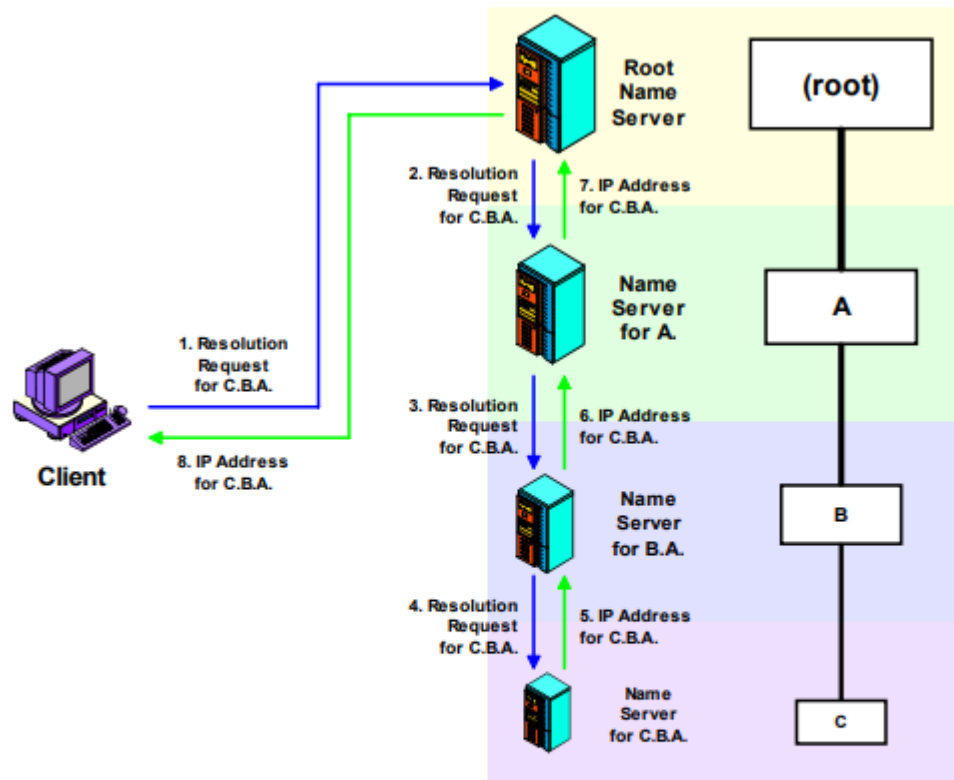 Root
Name
Server
(root)
2. Resolution
Request
for C.B.A.
7. IP Address
for C.B.A.
Name
Server
for A.
A
1. Resolution
Request
for C.B.A.
3. Resolution
Request
for C.B.A.
6. IP Address
for C.B.A.
Client
8. IP Address
for C.B.A.
Name
Server
for B.A.
B
4. Resolution
Request
for C.B.A.
5. IP Address
for C.B.A.
Name
Server
for C.B.A.
C